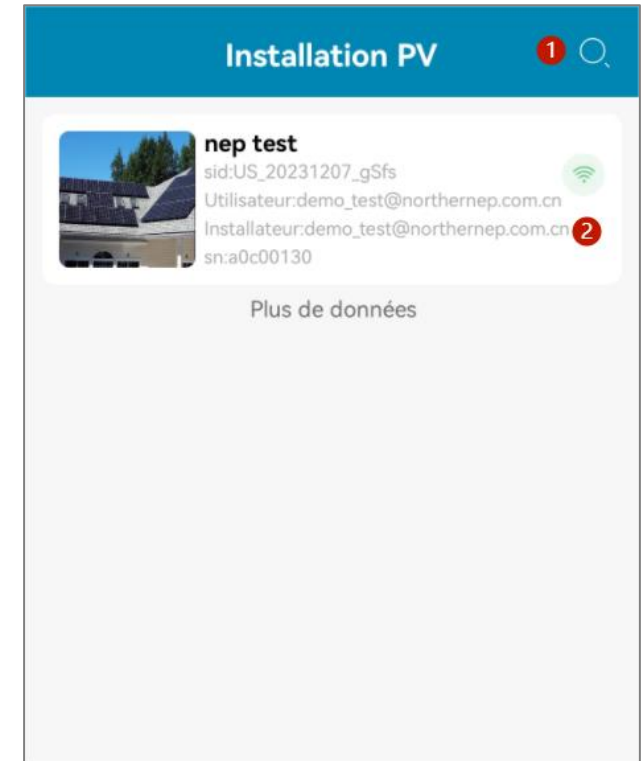 Installation PV
1
nep test
sid:US_20231207_gSfs
Utilisateur:demo_test@northernep.com.cn
Installateur:demo_test@northernep.com.cn
2
sn:a0c00130
Plus de données